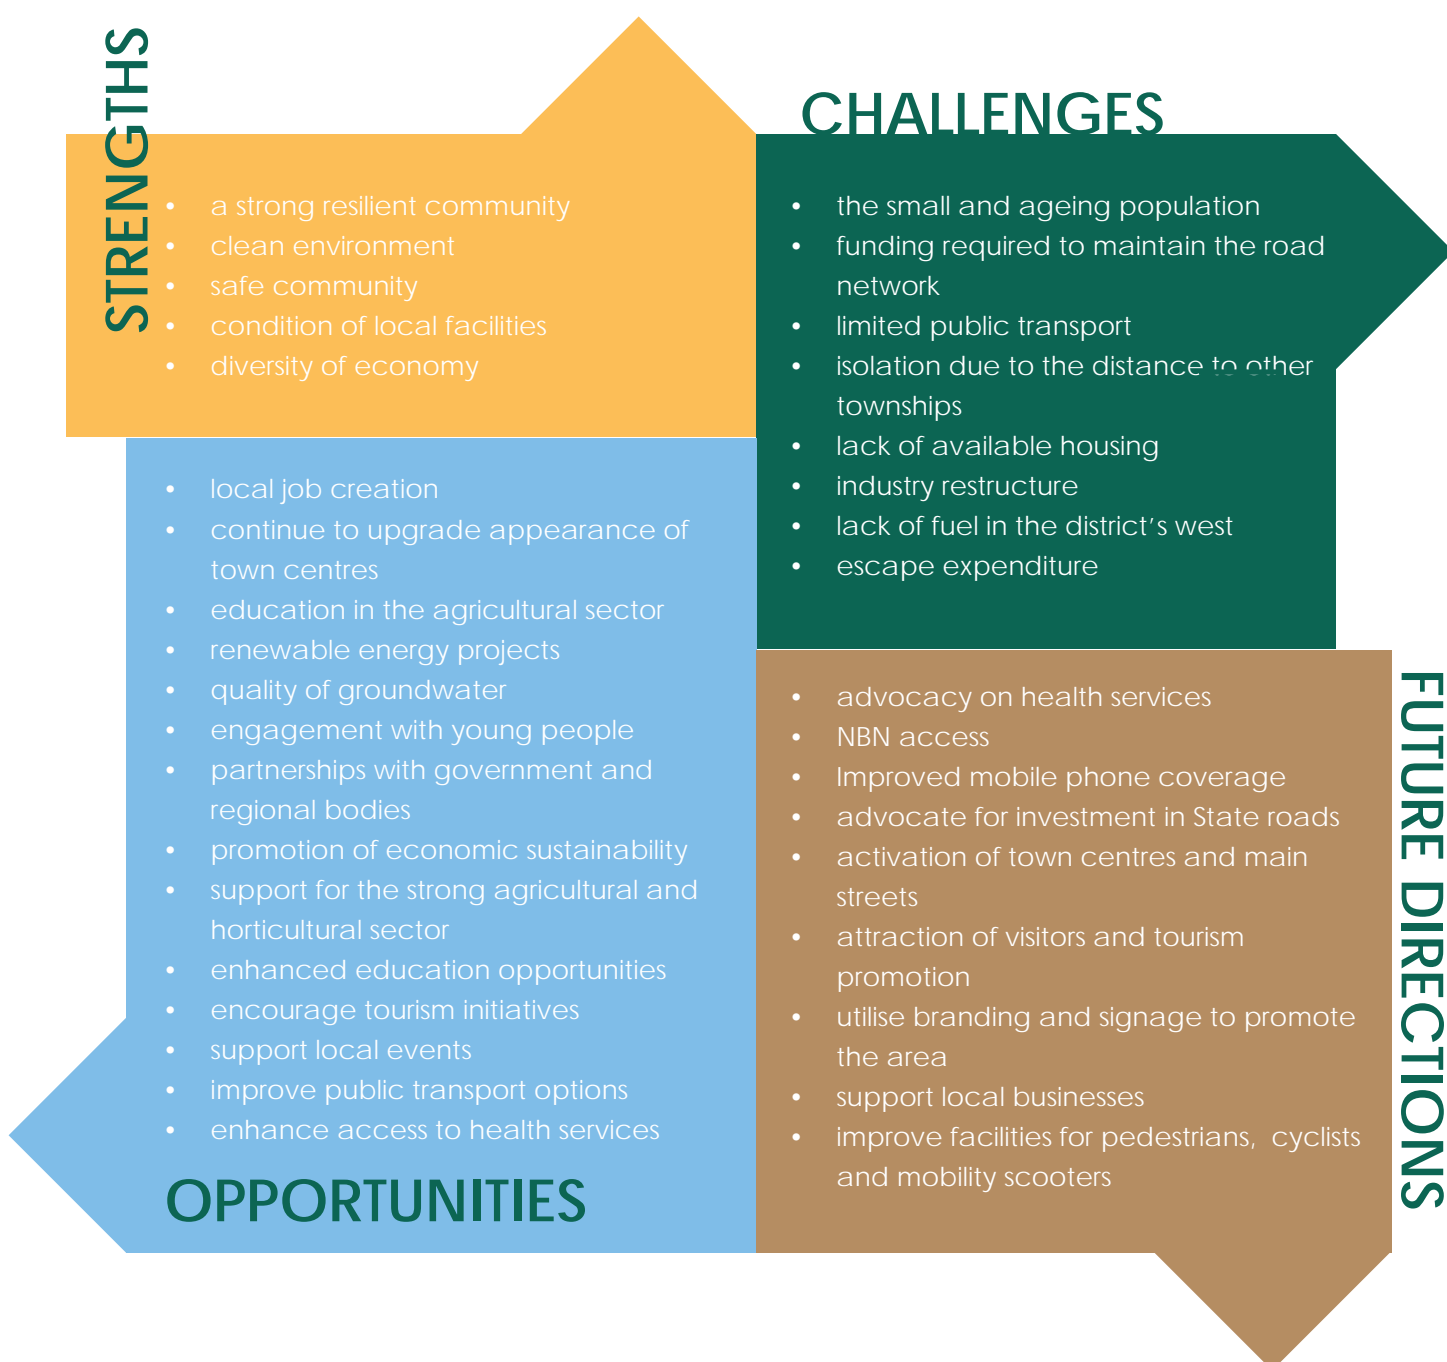 STRENGTHS
• a strong resilient community
• clean environment
• safe community
• condition of local facilities
• diversity of economy
CHALLENGES
• the small and ageing population
• funding required to maintain the road
network
• limited public transport
• isolation due to the distance to other
townships
• lack of available housing
• industry restructure
• lack of fuel in the district’s west
• escape expenditure
• local job creation
• continue to upgrade appearance of
town centres
• education in the agricultural sector
• renewable energy projects
• quality of groundwater
• engagement with young people
• partnerships with government and
regional bodies
• promotion of economic sustainability
• support for the strong agricultural and
horticultural sector
• enhanced education opportunities
• encourage tourism initiatives
• support local events
• improve public transport options
• enhance access to health services
OPPORTUNITIES
• advocacy on health services
• NBN access
• Improved mobile phone coverage
• advocate for investment in State roads
• activation of town centres and main
streets
• attraction of visitors and tourism
promotion
• utilise branding and signage to promote
the area
• support local businesses
• improve facilities for pedestrians, cyclists
and mobility scooters
FUTURE DIRECTIONS